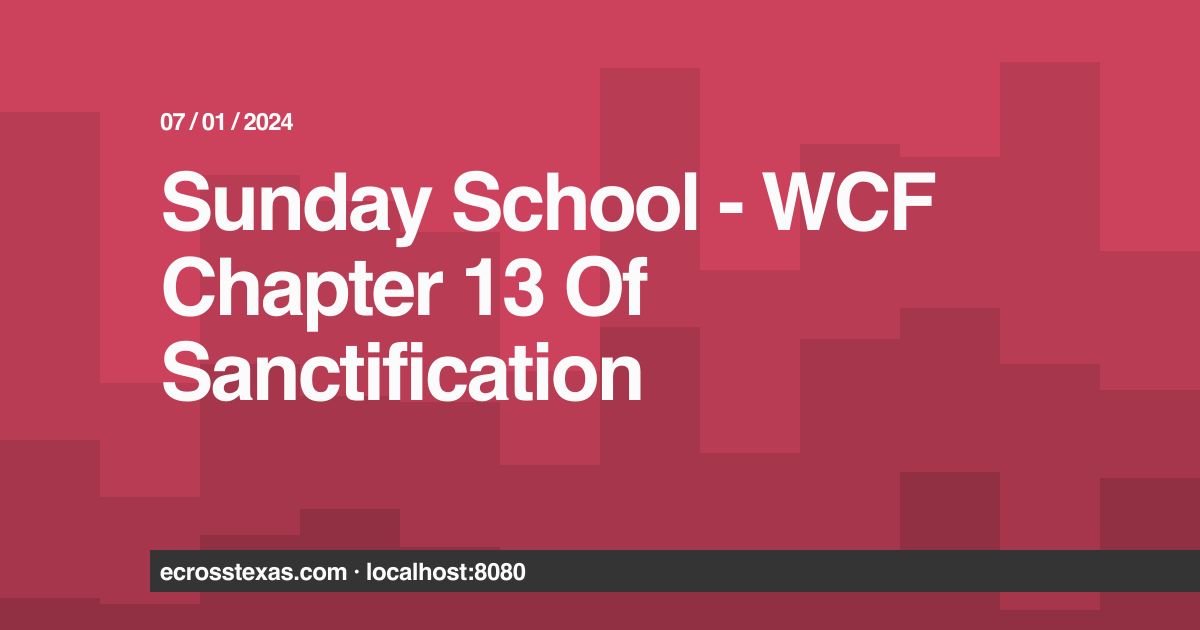 07 / 01 / 2024
Sunday School - WCF
Chapter 13 Of
Sanctification
ecrosstexas.com · localhost:8080